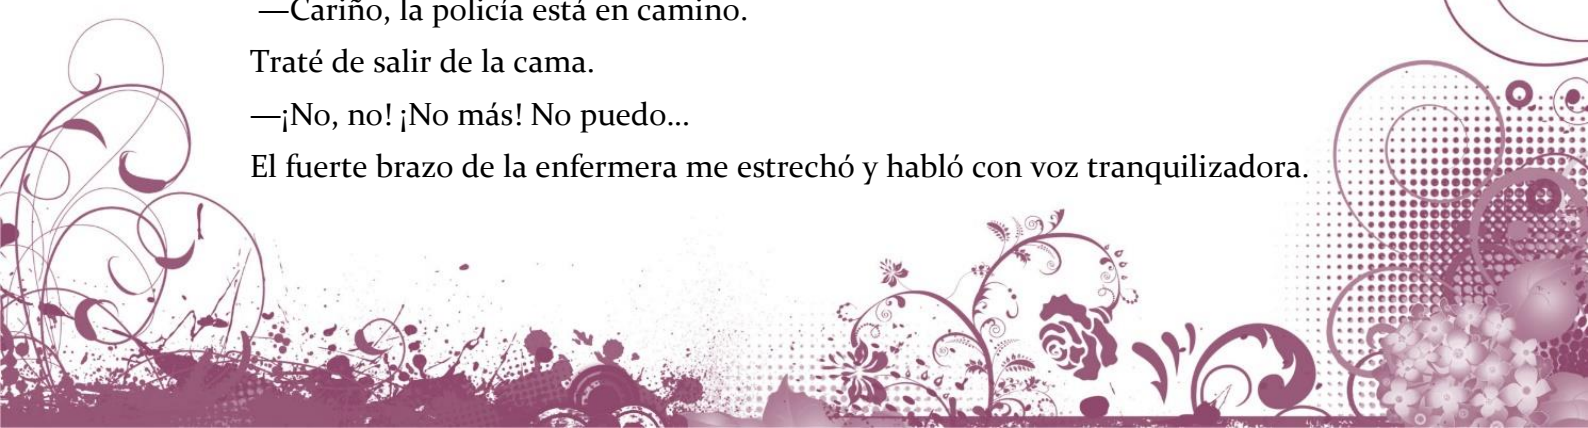 —Cariño, la policía está en camino.
Traté de salir de la cama.
—¡No, no! ¡No más! No puedo...
El fuerte brazo de la enfermera me estrechó y habló con voz tranquilizadora.